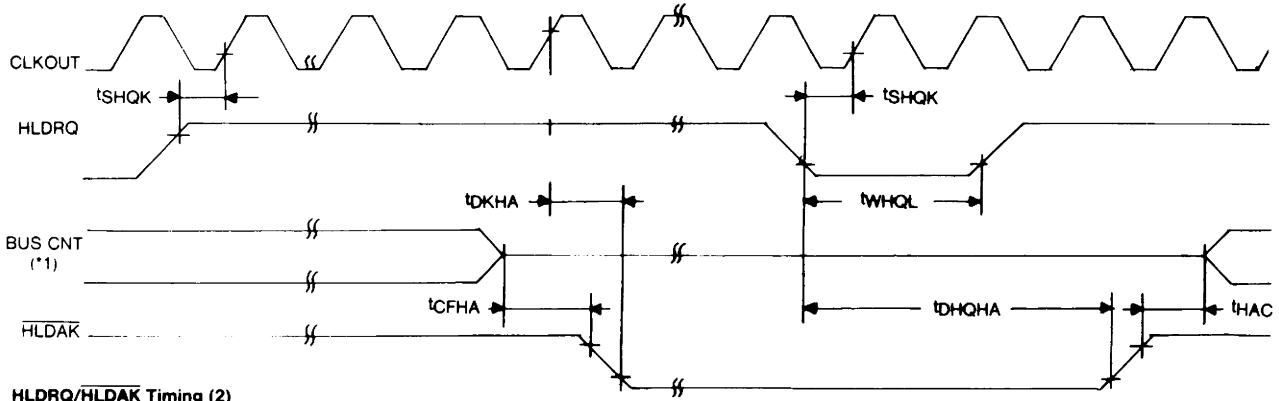 CLKOUT
tSHQK
tSHQK
HLDRQ
tDKHA
tWHQL
BUS CNT
(*1)
tCFHA
tDHQHA
tHAC
HLDAK
HLDRQ/HLDAK Timing (2)